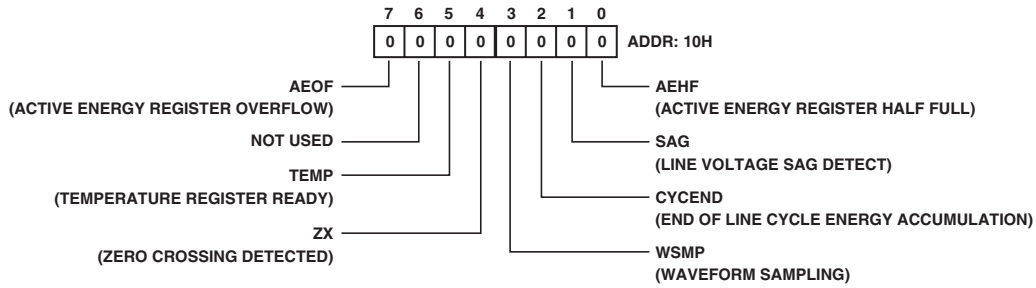 7 6 5 4 3 2 1 0
0 0 0 0 0 0 0 0 ADDR: 10H
AEOF
(ACTIVE ENERGY REGISTER OVERFLOW)
NOT USED
TEMP
(TEMPERATURE REGISTER READY)
ZX
(ZERO CROSSING DETECTED)
AEHF
(ACTIVE ENERGY REGISTER HALF FULL)
SAG
(LINE VOLTAGE SAG DETECT)
CYCEND
(END OF LINE CYCLE ENERGY ACCUMULATION)
WSMP
(WAVEFORM SAMPLING)